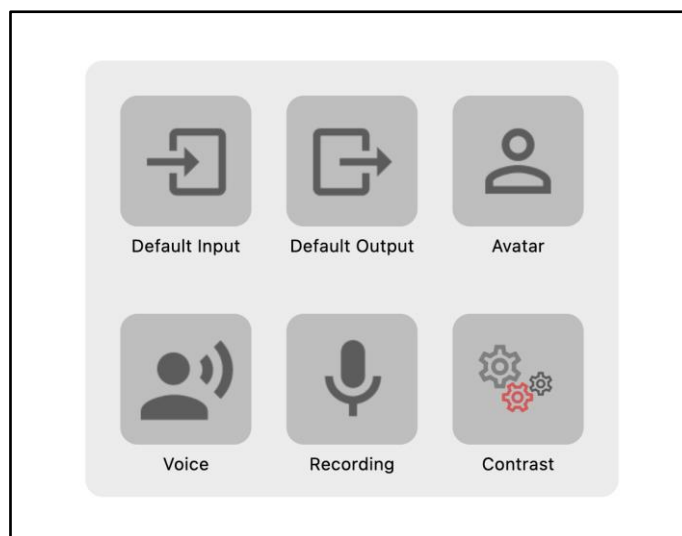 Default Input
Default Output
Avatar
Voice
Recording
Contrast